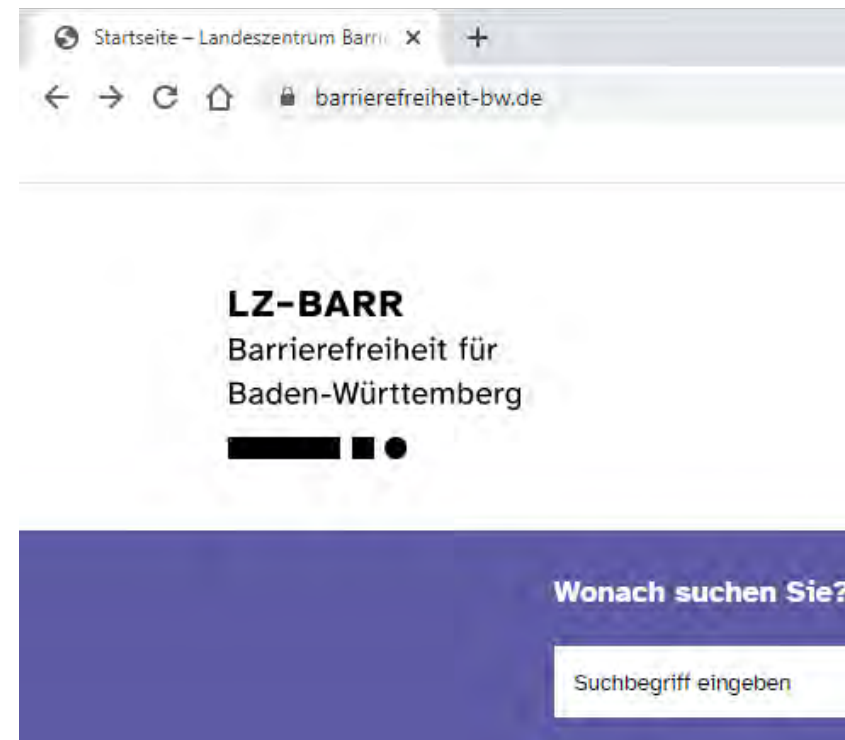 Startseite – Landeszentrum Barri
barrierefreiheit-bw.de
LZ-BARR
Barrierefreiheit für
Baden-Württemberg
Wonach suchen Sie?
Suchbegriff eingeben